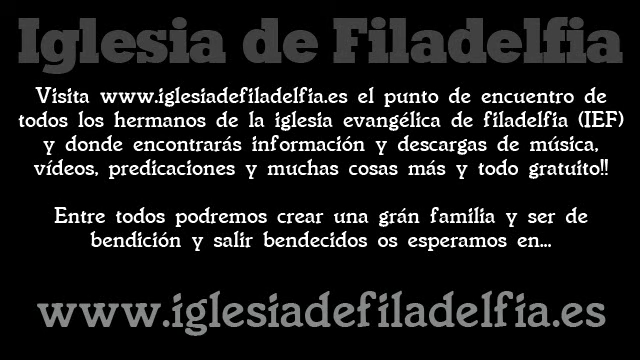 Iglesia de Filadelfia
Visita www.iglesiadefiladelfia.es el punto de encuentro de
todos los hermanos de la iglesia evangélica de filadelfia (IEF)
y donde encontrarás información y descargas de música,
vídeos, predicaciones y muchas cosas más y todo gratuito!!
Entre todos podremos crear una grán familia y ser de
bendición y salir bendecidos os esperamos en...
www.iglesiadefiladelfia.es